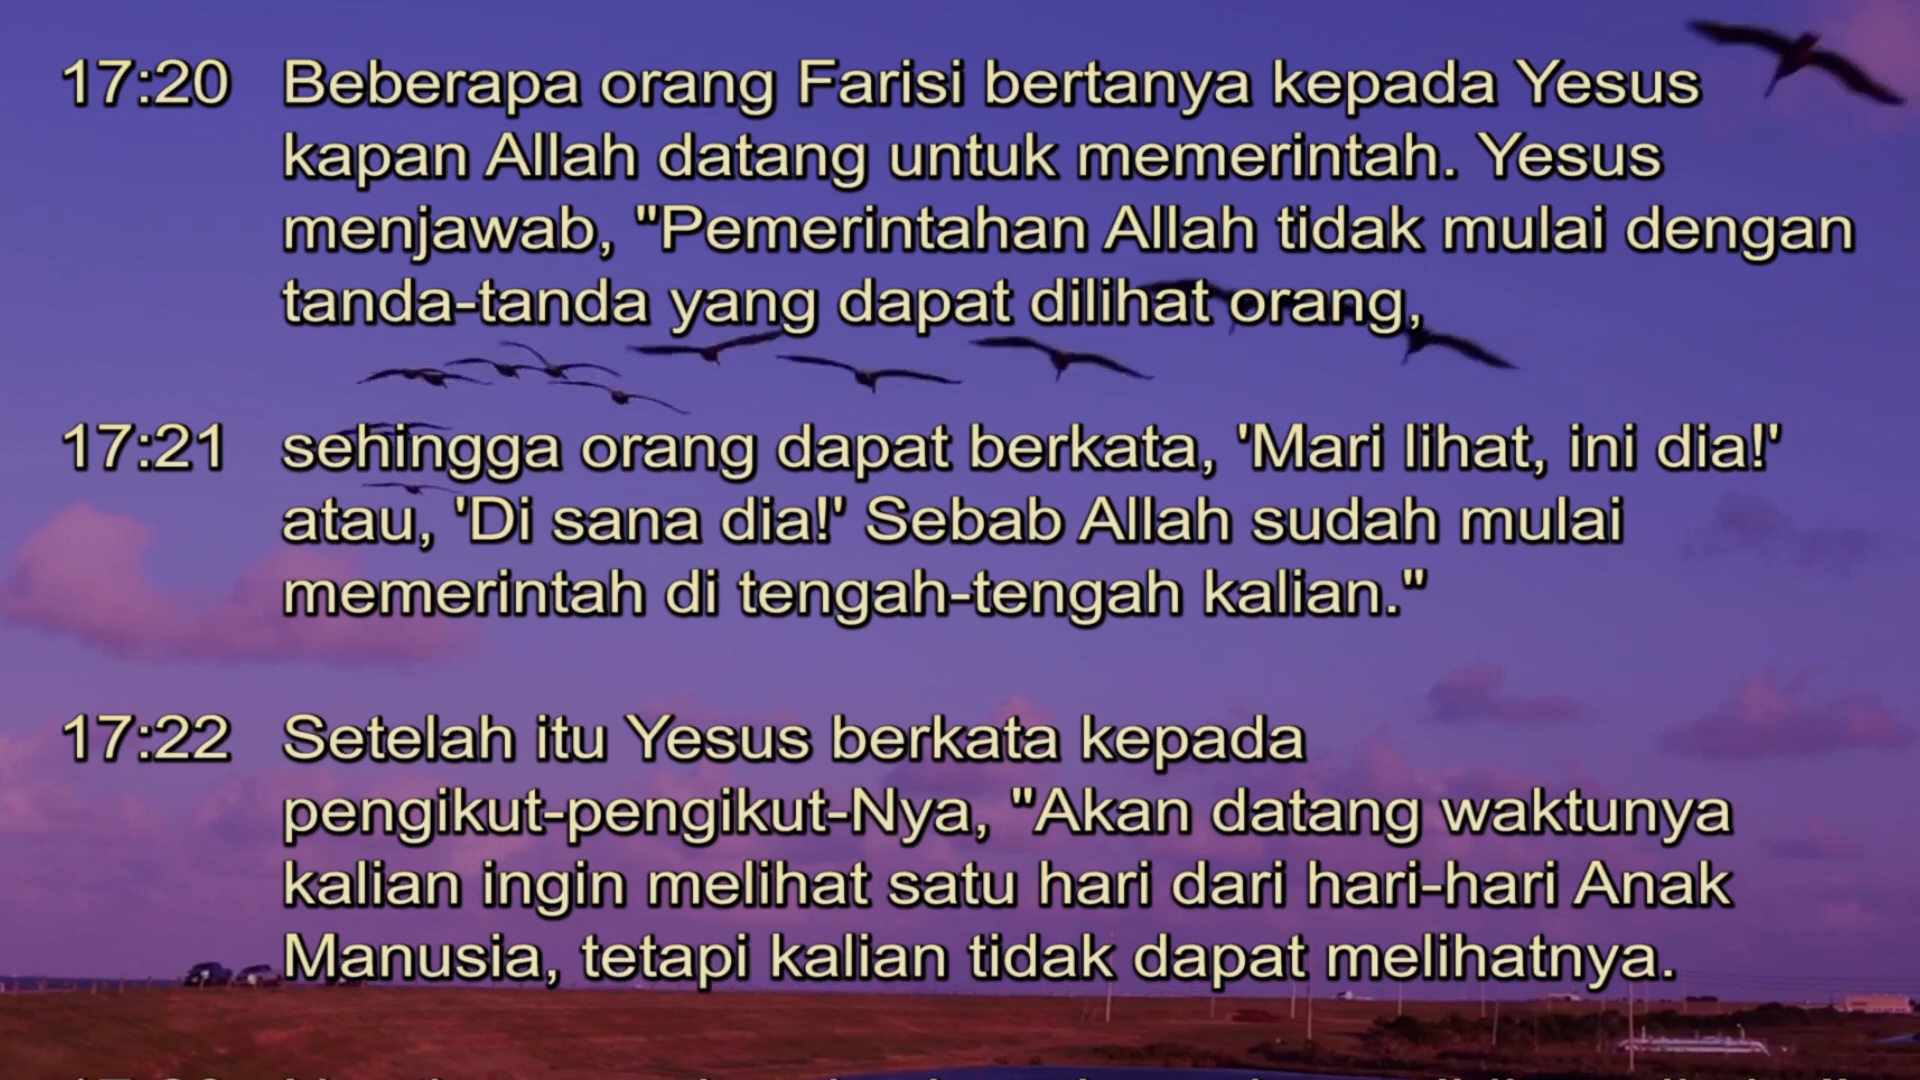 17:20 Beberapa orang Farisi bertanya kepada Yesus
kapan Allah datang untuk memerintah. Yesus
menjawab, "Pemerintahan Allah tidak mulai dengan
tanda-tanda yang dapat dilihat orang,
17:21 sehingga orang dapat berkata, 'Mari lihat, ini dia!'
atau, 'Di sana dia!' Sebab Allah sudah mulai
memerintah di tengah-tengah kalian."
17:22 Setelah itu Yesus berkata kepada
pengikut-pengikut-Nya, "Akan datang waktunya
kalian ingin melihat satu hari dari hari-hari Anak
Manusia, tetapi kalian tidak dapat melihatnya.